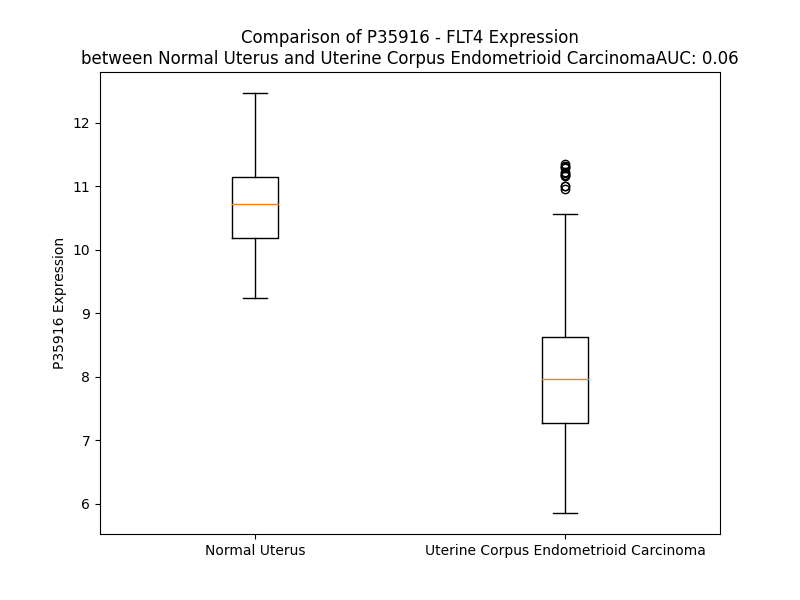 Comparison of P35916 - FLT4 Expression
between Normal Uterus and Uterine Corpus Endometrioid CarcinomaAUC: 0.06
P35916 Expression
12
11
10
9
8
7
6
Normal Uterus
Uterine Corpus Endometrioid Carcinoma